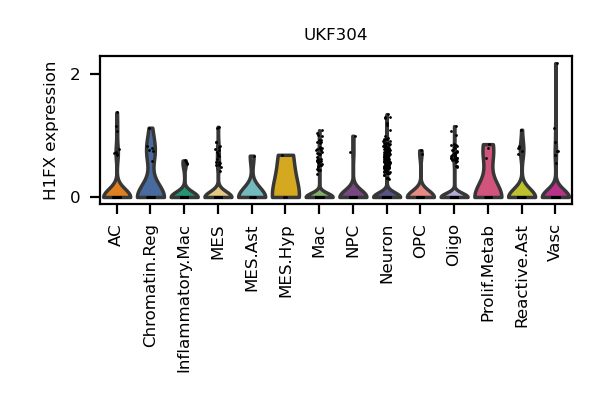 UKF304
H1FX expression
2
0
AC
Chromatin.Reg
Inflammatory.Mac
MES
MES.Ast
MES.Hyp
Mac
NPC
Neuron
OPC
Oligo
Prolif.Metab
Reactive.Ast
Vasc